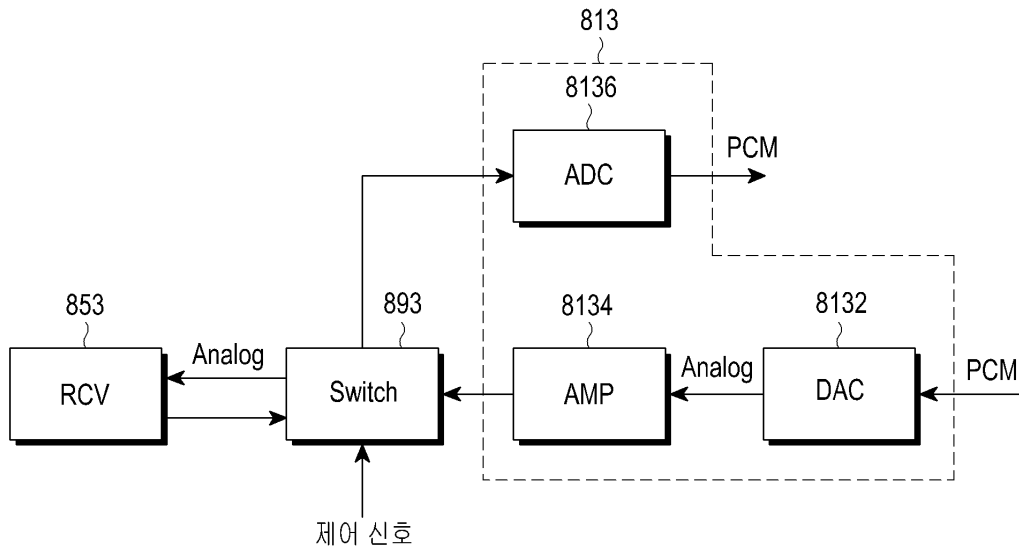 813
8136
ADC
PCM
853
893
8134
8132
RCV
Analog
Switch
AMP
Analog
DAC
PCM
제어 신호